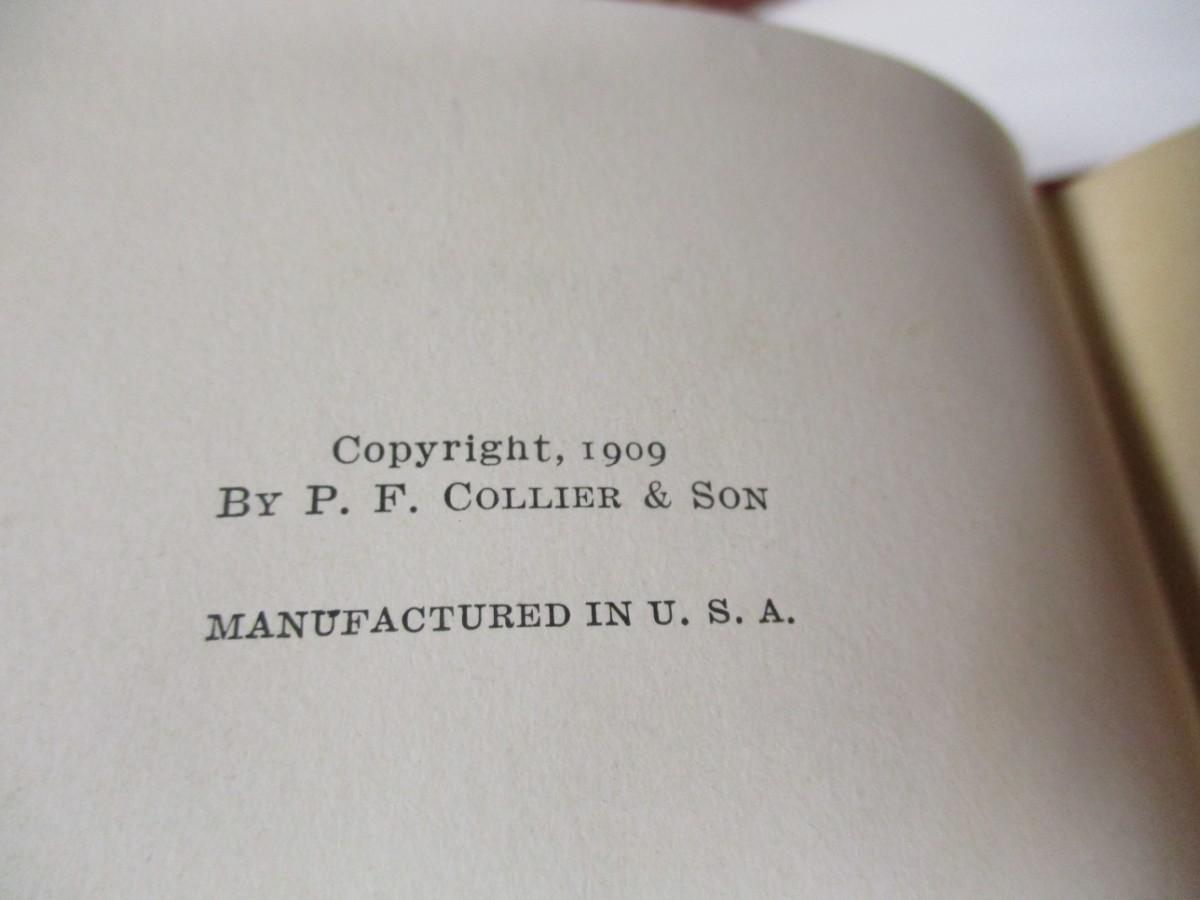 Copyright, 1909
By P. F. Collier & Son
MANUFACTURED IN U. S. A.